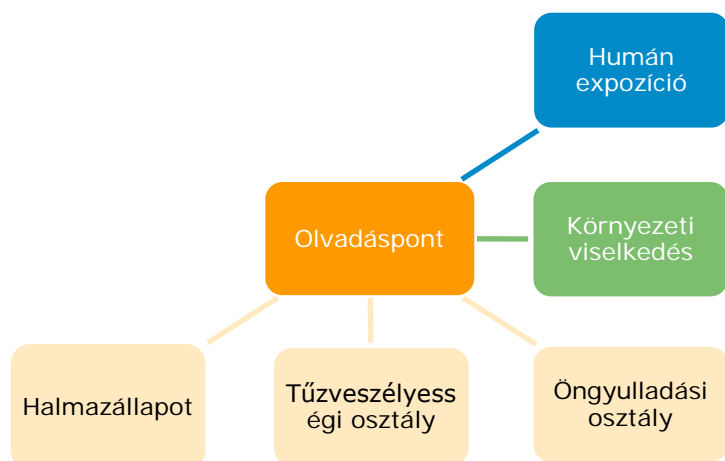 Humán
expozíció
Olvadáspont
Környezeti
viselkedés
Halmazállapot
Tűzveszélyess
égi osztály
Öngyulladási
osztály